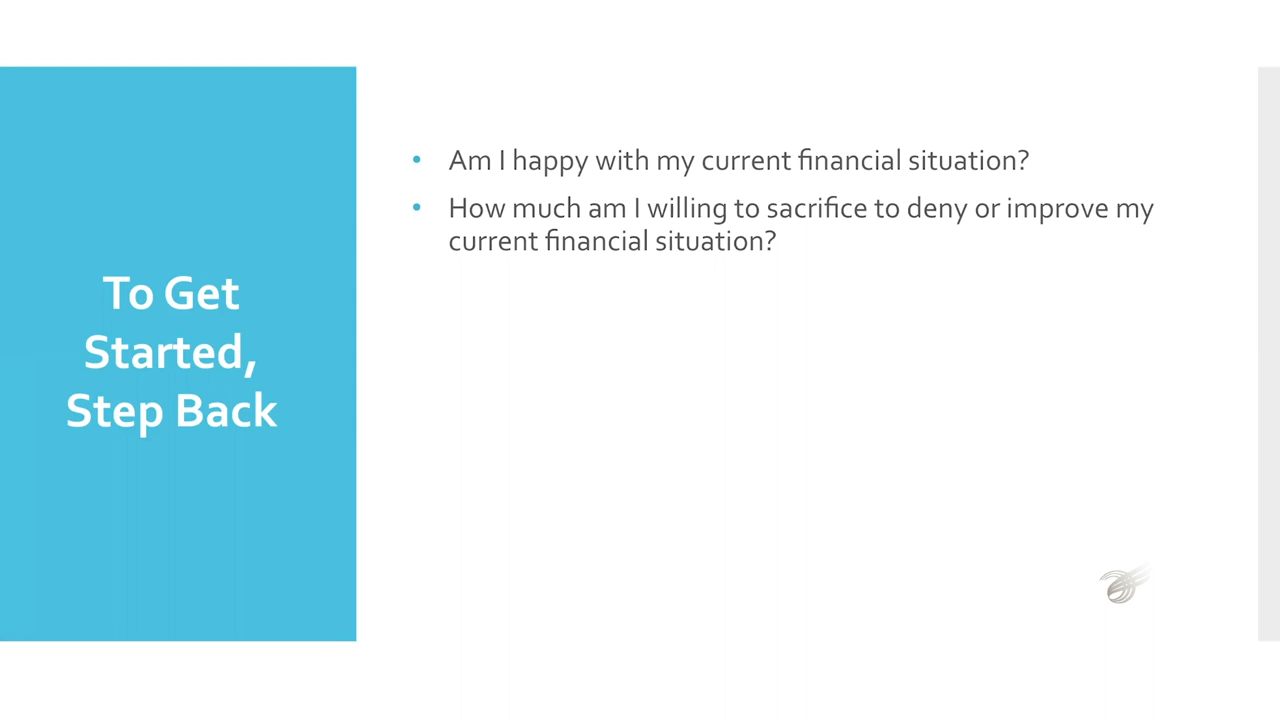 To Get
Started,
Step Back
• Am I happy with my current financial situation?
• How much am I willing to sacrifice to deny or improve my
current financial situation?